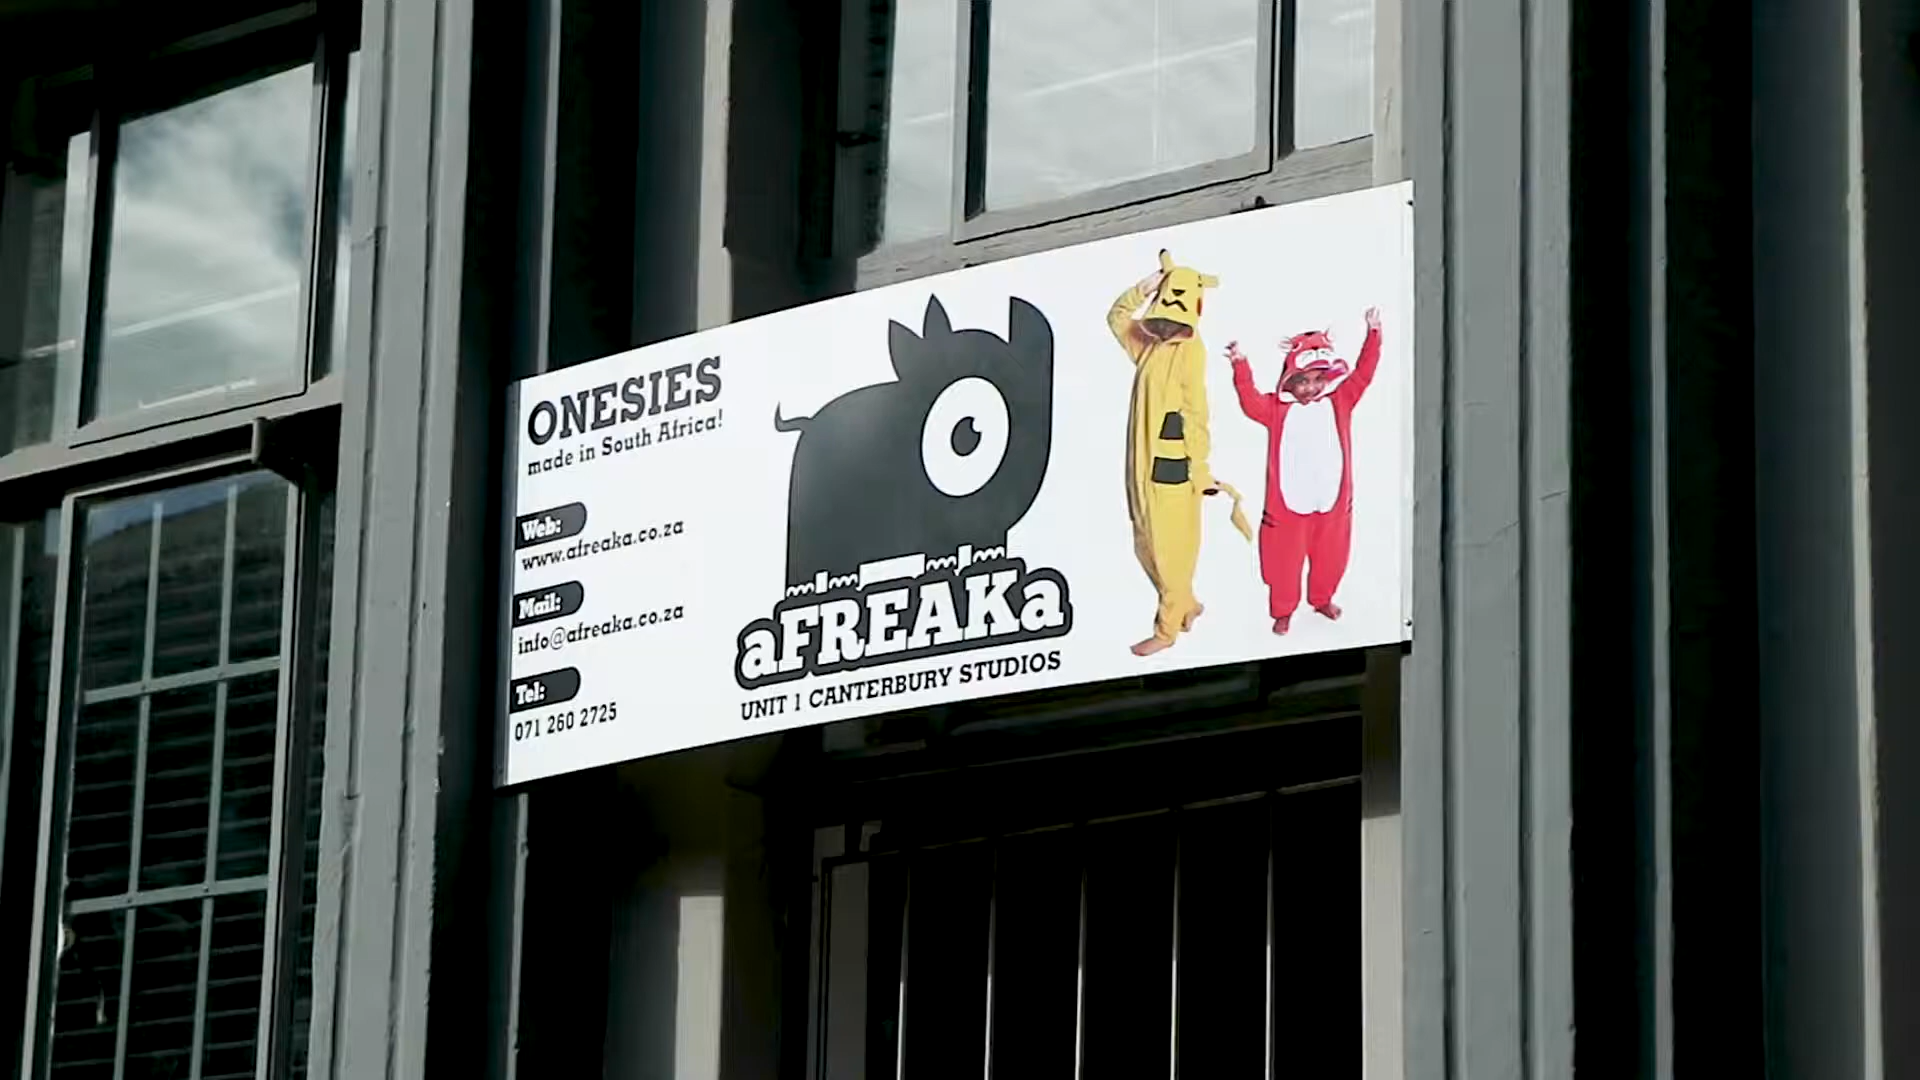 ONESIES
made in South Africa!
Web:
www.afreaka.co.za
Mail:
info@afreaka.co.za
Tel:
071 260 2725
aFREAKa
UNIT 1 CANTERBURY STUDIOS